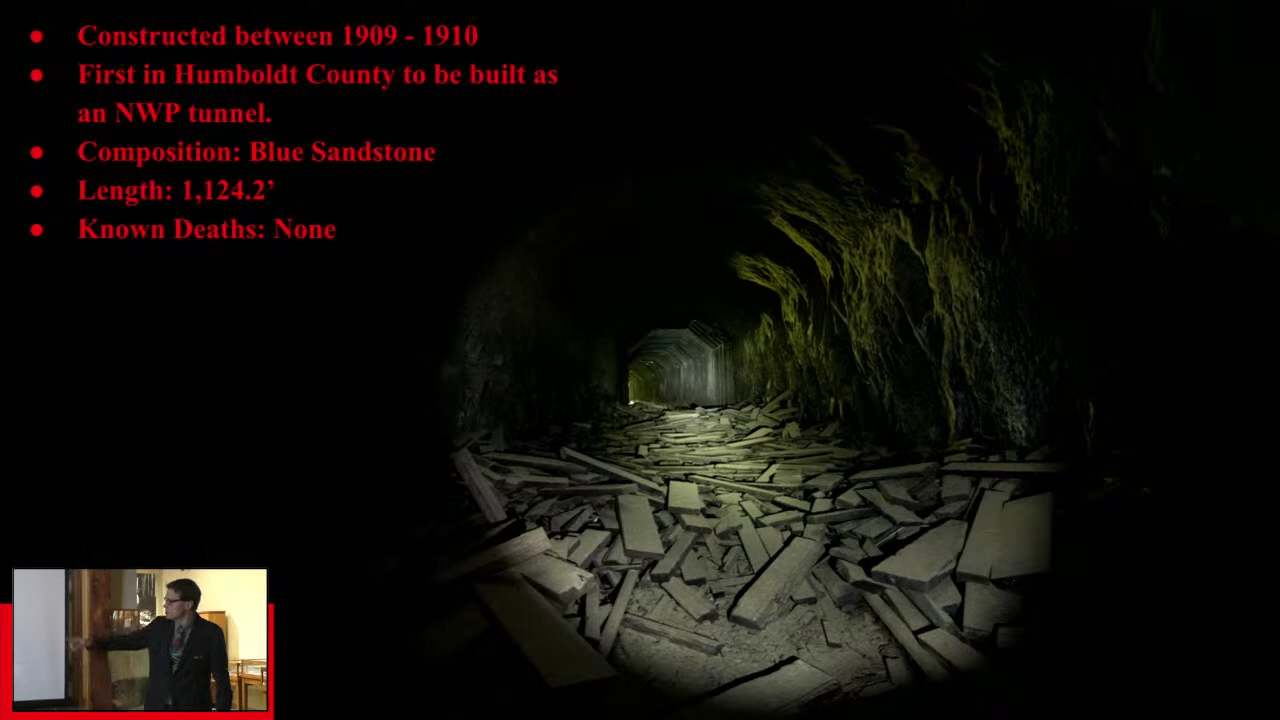 ● Constructed between 1909 - 1910
● First in Humboldt County to be built as
an NWP tunnel.
● Composition: Blue Sandstone
● Length: 1,124.2’
● Known Deaths: None